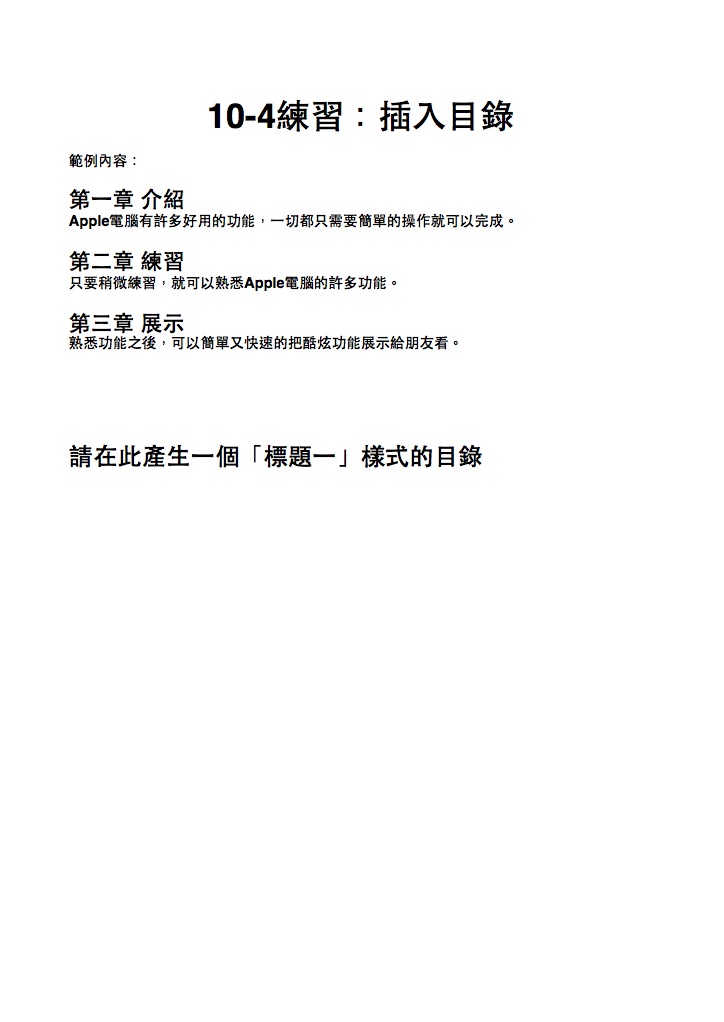 10-4練習：插入目錄
範例內容：
第一章 介紹
Apple電腦有許多好用的功能，一切都只需要簡單的操作就可以完成。
第二章 練習
只要稍微練習，就可以熟悉Apple電腦的許多功能。
第三章 展示
熟悉功能之後，可以簡單又快速的把酷炫功能展示給朋友看。
請在此產生一個「標題一」樣式的目錄